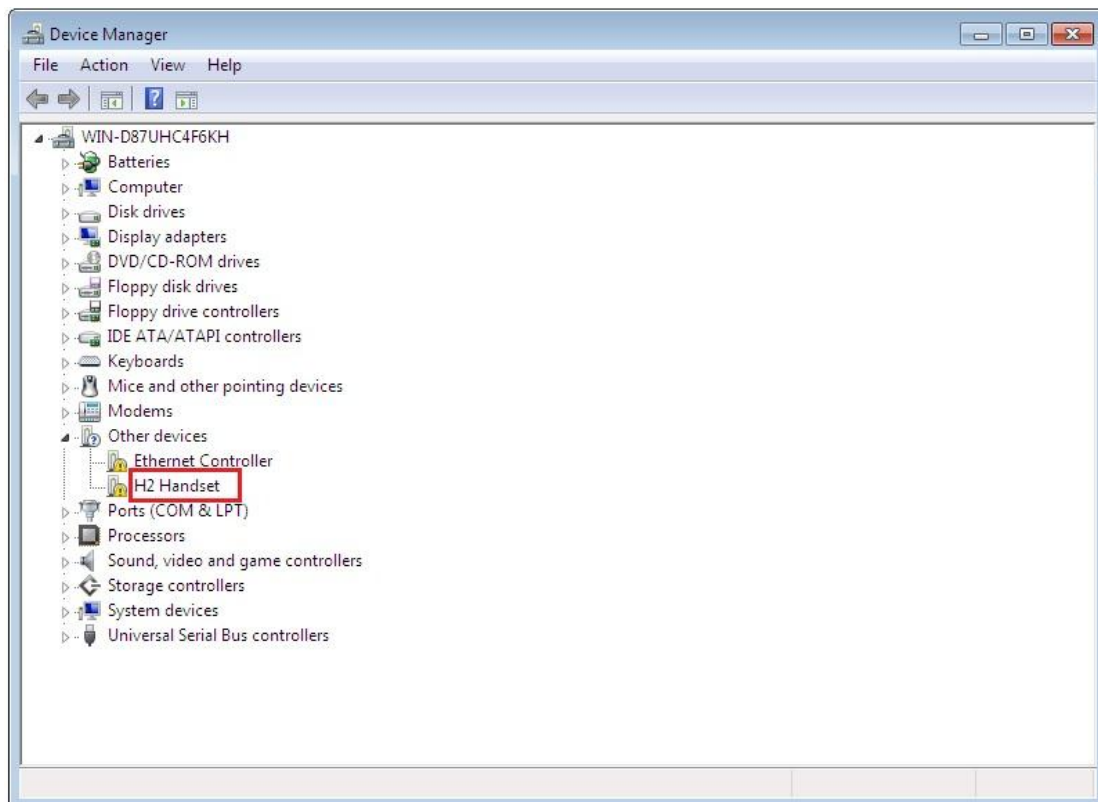 Device Manager
File Action View Help
WIN-D87UHC4F6KH
Batteries
Computer
Disk drives
Display adapters
DVD/CD-ROM drives
Floppy disk drives
Floppy drive controllers
IDE ATA/ATAPI controllers
Keyboards
Mice and other pointing devices
Modems
Other devices
Ethernet Controller
H2 Handset
Ports (COM & LPT)
Processors
Sound, video and game controllers
Storage controllers
System devices
Universal Serial Bus controllers